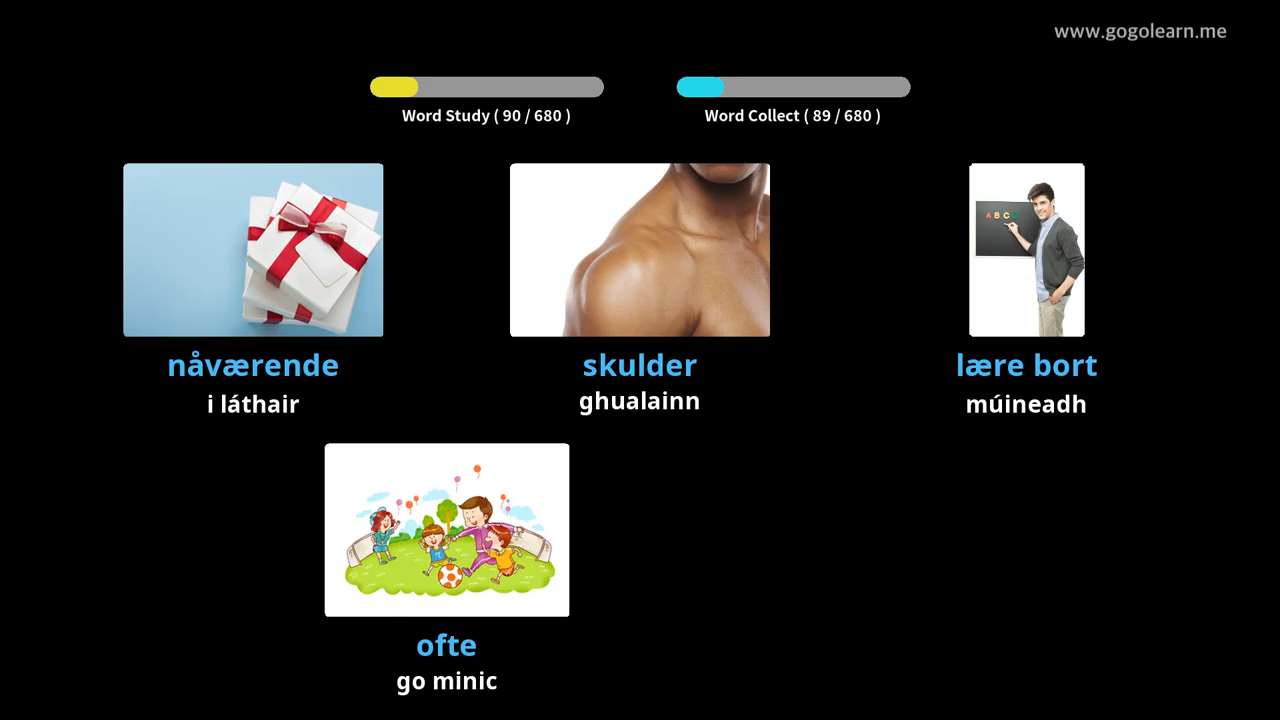 www.gogolearn.me
Word Study ( 90 / 680 )
Word Collect ( 89 / 680 )
A B C D
nåværende
i láthair
skulder
ghualainn
lære bort
múineadh
ofte
go minic